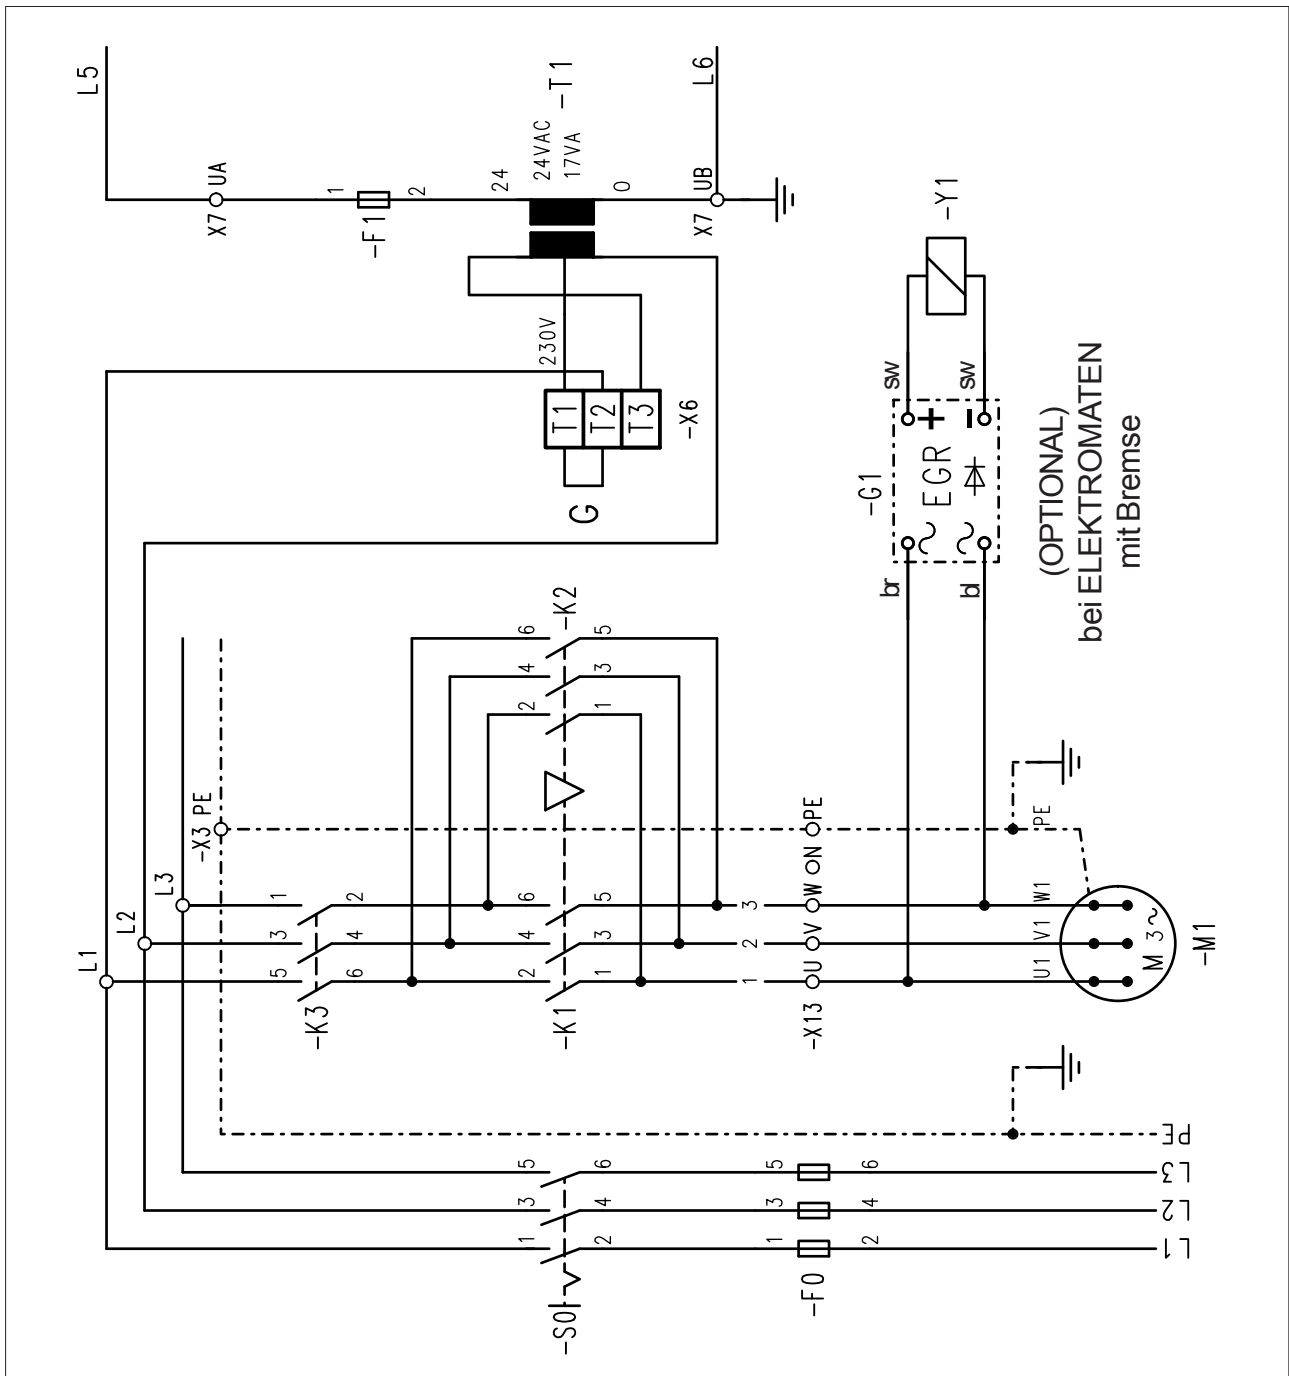 L5
X7 UA
1
-F1
2
24
24VAC
17VA
-T1
0
X7 UB
L6
230V
T1
T2
T3
-X6
G
-Y1
sw
sw
-G1
+
-
EGR
~
~
br
bl
(OPTIONAL)
bei ELEKTROMATEN
mit Bremse
L1
L2
L3
-X3 PE
5 3 1
-K3
6 4 2
2 4 6
-K1
1 3 5
2 4 6
-K2
1 3 5
1 2 3
-X13
U V W ON PE
U1 V1 W1 PE
M 3~
-M1
1 3 5
-S0
2 4 6
1 3 5
-F0
2 4 6
L1 L2 L3 PE